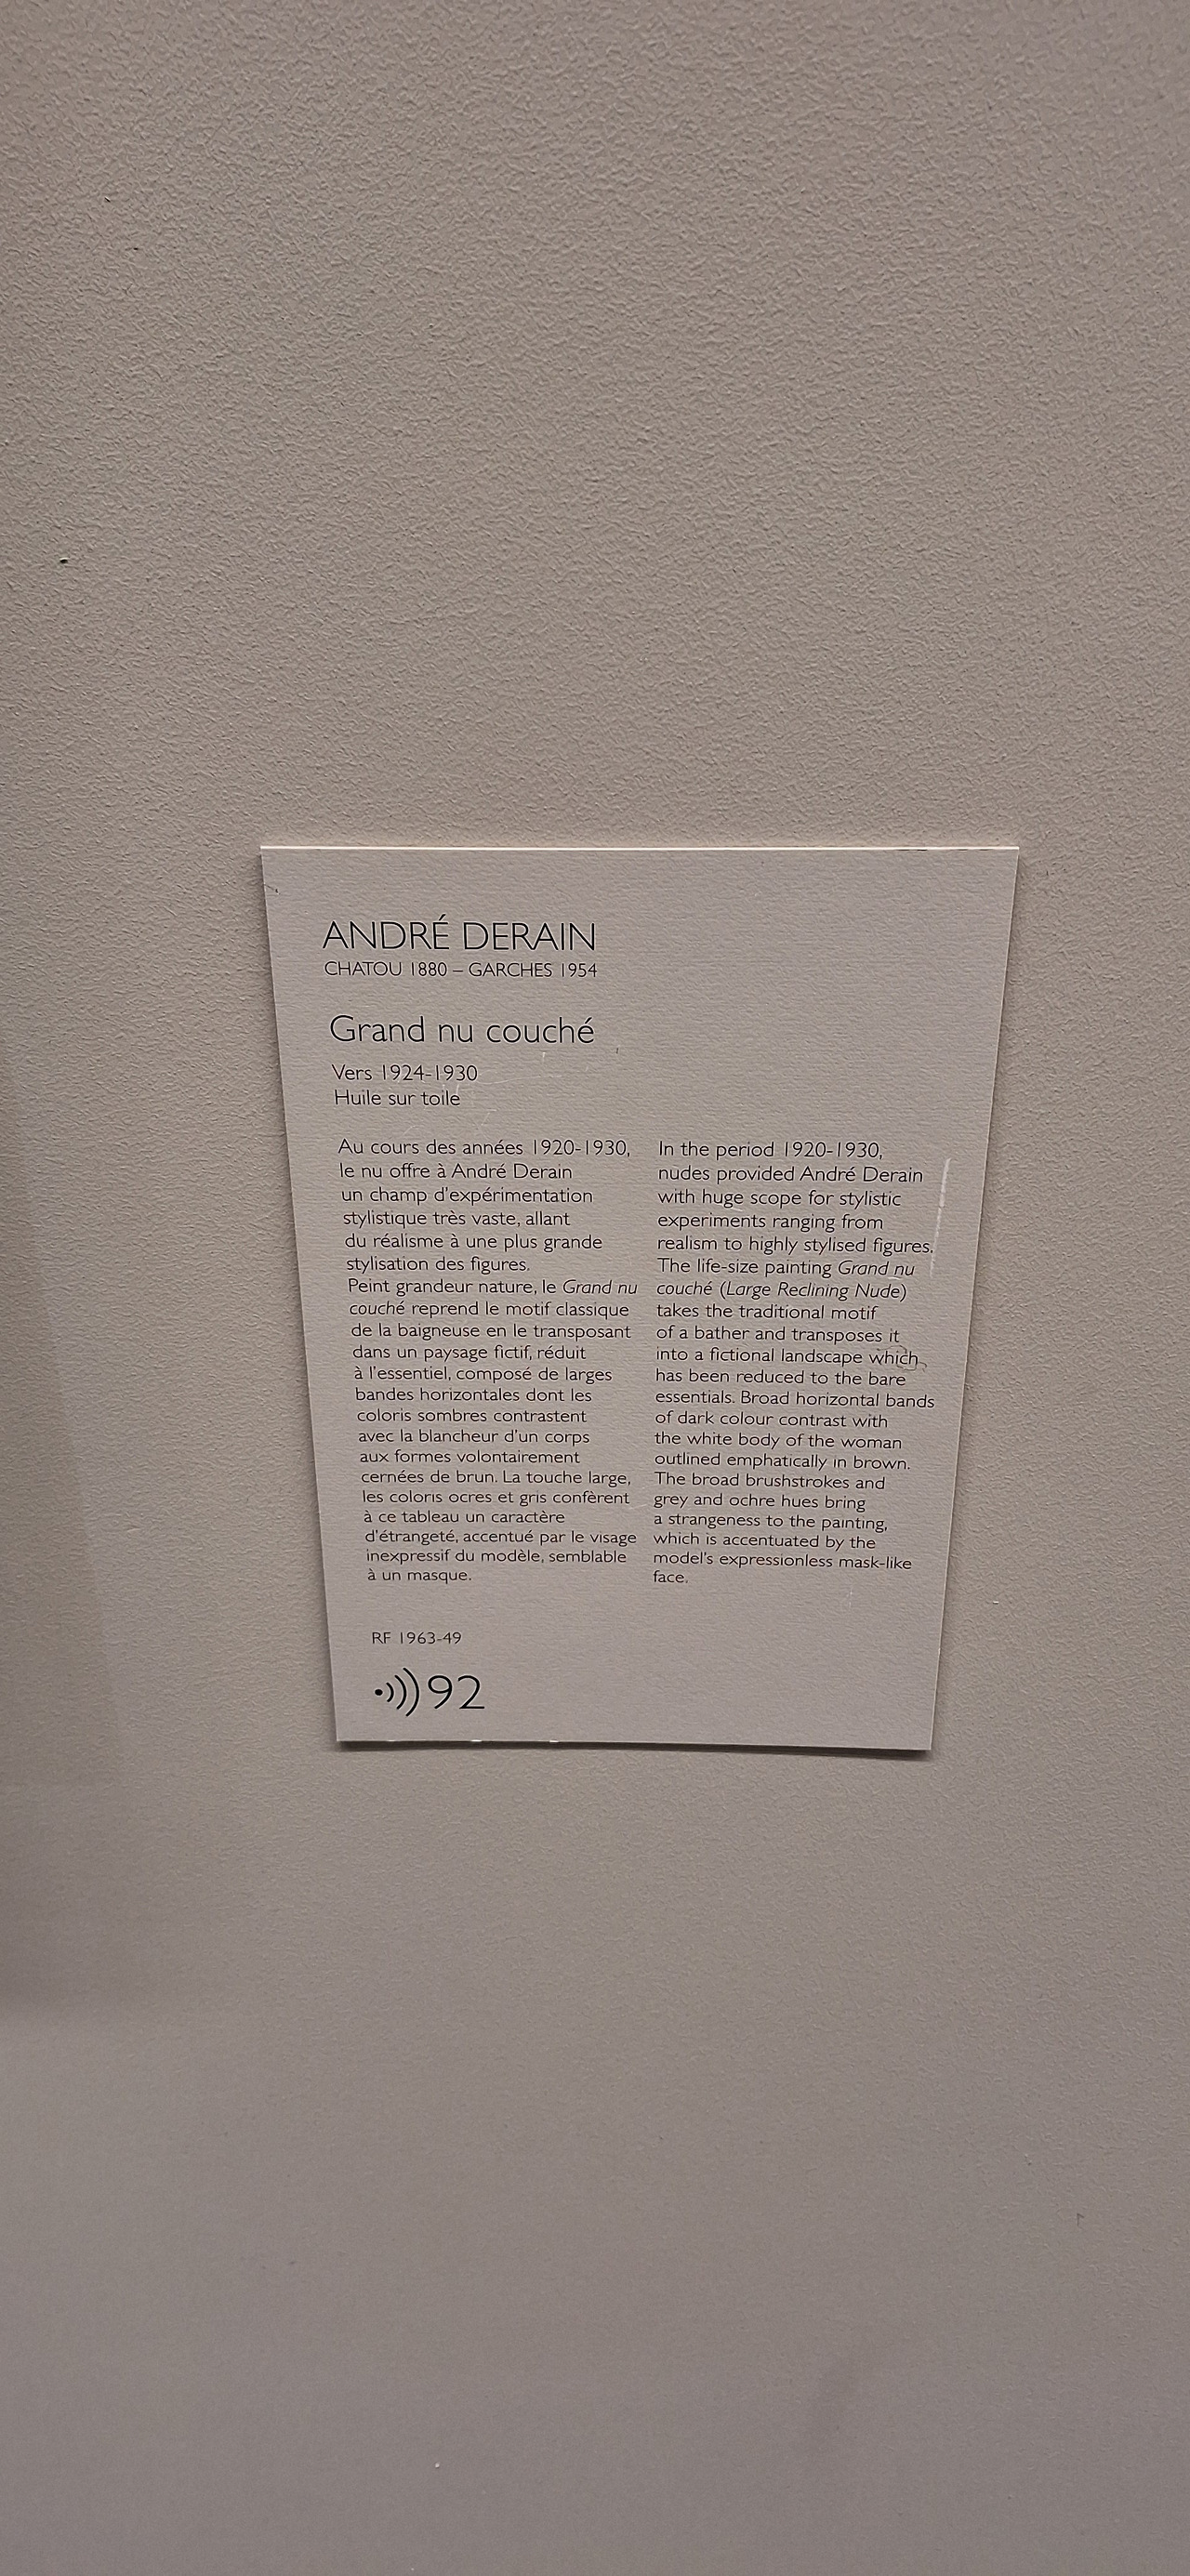 ANDRÉ DERAIN
CHATOU 1880 – GARCHES 1954
Grand nu couché
Vers 1924-1930
Huile sur toile
Au cours des années 1920-1930,
le nu offre à André Derain
un champ d'expérimentation
stylistique très vaste, allant
du réalisme à une plus grande
stylisation des figures.
Peint grandeur nature, le Grand nu
couché reprend le motif classique
de la baigneuse en le transposant
dans un paysage fictif, réduit
à l'essentiel, composé de larges
bandes horizontales dont les
coloris sombres contrastent
avec la blancheur d'un corps
aux formes volontairement
cernées de brun. La touche large,
les coloris ocres et gris confèrent
à ce tableau un caractère
d'étrangeté, accentué par le visage
inexpressif du modèle, semblable
à un masque.
In the period 1920-1930,
nudes provided André Derain
with huge scope for stylistic
experiments ranging from
realism to highly stylised figures.
The life-size painting Grand nu
couché (Large Reclining Nude)
takes the traditional motif
of a bather and transposes it
into a fictional landscape which
has been reduced to the bare
essentials. Broad horizontal bands
of dark colour contrast with
the white body of the woman
outlined emphatically in brown.
The broad brushstrokes and
grey and ochre hues bring
a strangeness to the painting,
which is accentuated by the
model's expressionless mask-like
face.
RF 1963-49
92